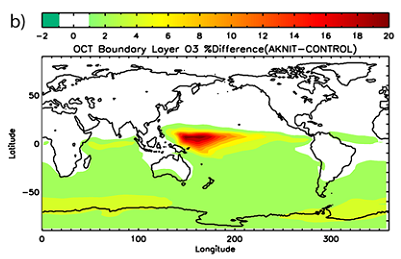 b)
-2 0 2 4 6 8 10 12 14 16 18 20
OCT Boundary Layer O3 %Difference(AKNIT-CONTROL)
Latitude
50
0
-50
0 100 200 300
Longitude